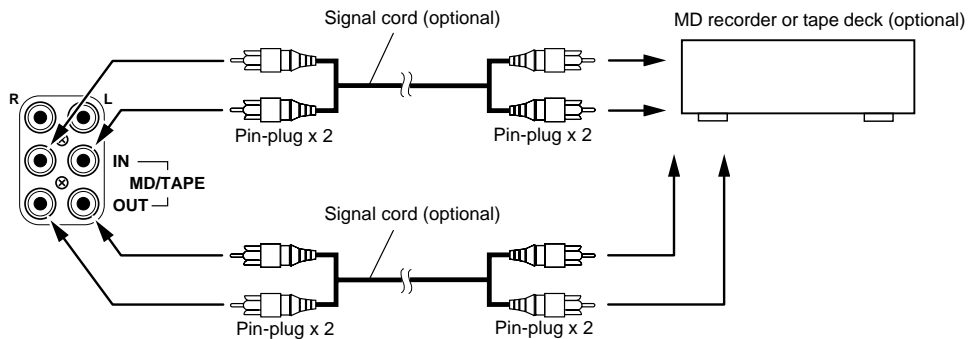 Signal cord (optional)
MD recorder or tape deck (optional)
R
L
Pin-plug x 2
Pin-plug x 2
IN
MD/TAPE
OUT
Signal cord (optional)
Pin-plug x 2
Pin-plug x 2